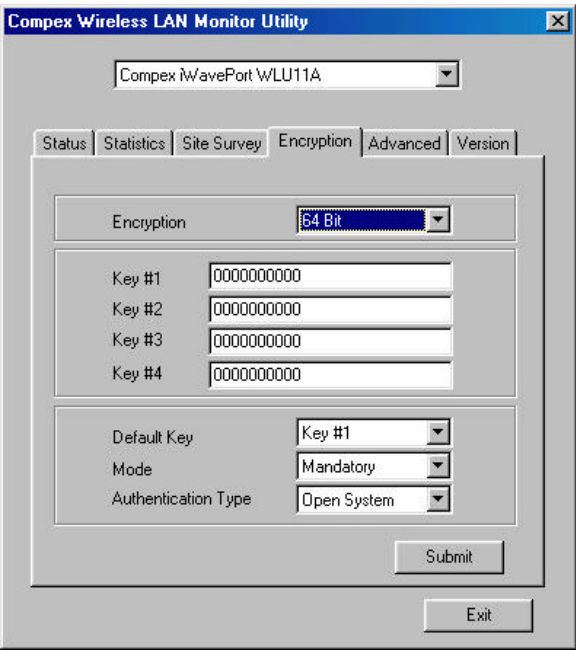 Compex Wireless LAN Monitor Utility
Compex iWavePort WLU11A
Status Statistics Site Survey Encryption Advanced Version
Encryption 64 Bit
Key #1 0000000000
Key #2 0000000000
Key #3 0000000000
Key #4 0000000000
Default Key Key #1
Mode Mandatory
Authentication Type Open System
Submit
Exit